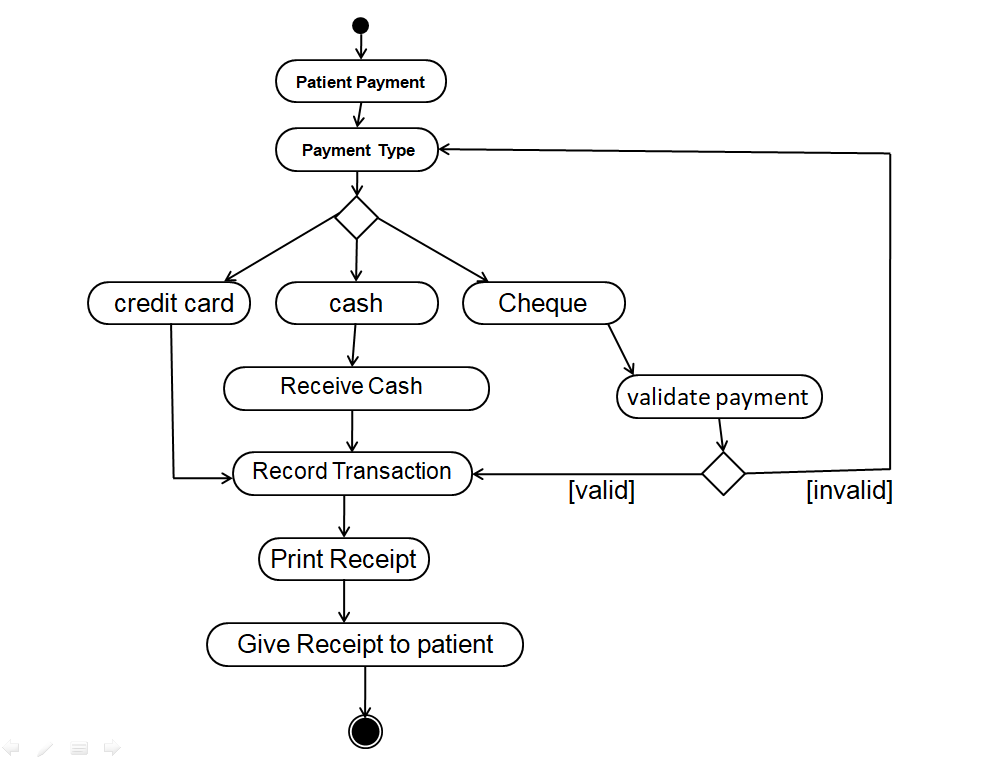 Patient Payment
Payment Type
credit card
cash
Cheque
Receive Cash
validate payment
Record Transaction
[valid]
[invalid]
Print Receipt
Give Receipt to patient